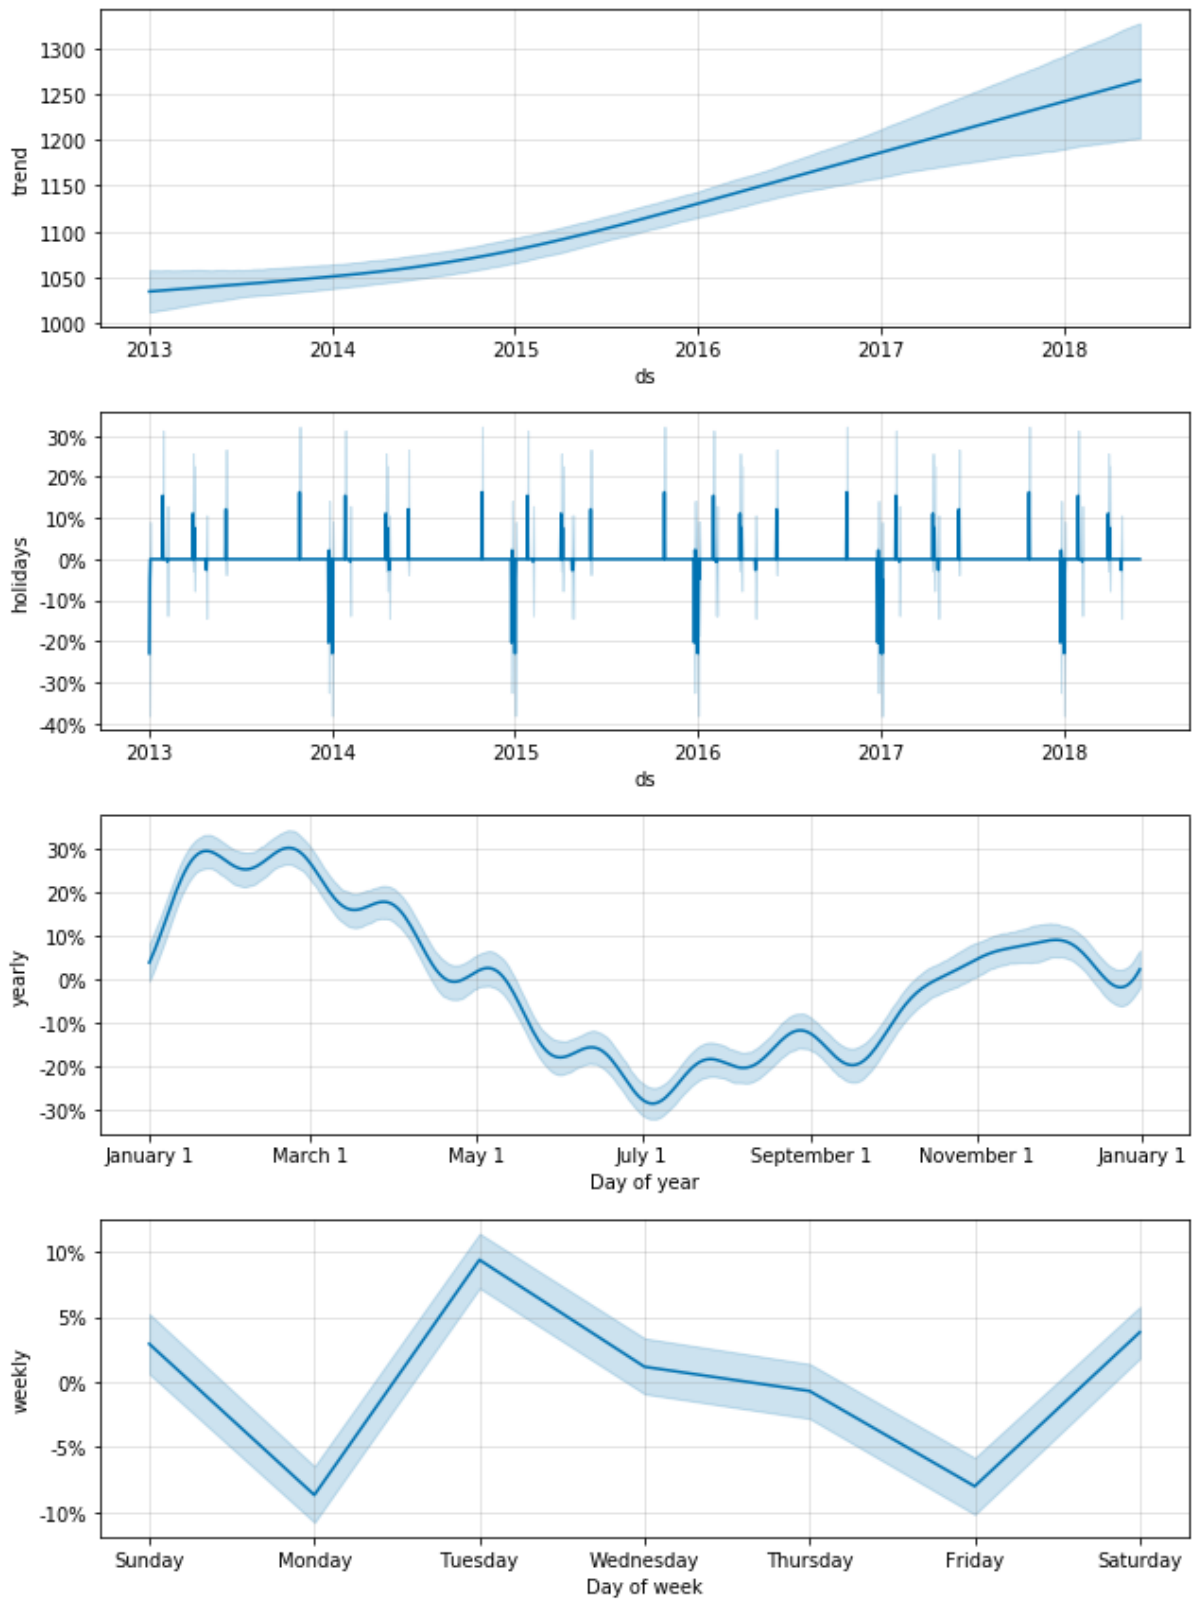 1300
1250
1200
trend
1150
1100
1050
1000
2013 2014 2015 2016 2017 2018
ds
30%
20%
10%
0%
holidays
-10%
-20%
-30%
-40%
2013 2014 2015 2016 2017 2018
ds
30%
20%
10%
0%
yearly
-10%
-20%
-30%
January 1 March 1 May 1 July 1 September 1 November 1 January 1
Day of year
10%
5%
0%
weekly
-5%
-10%
Sunday Monday Tuesday Wednesday Thursday Friday Saturday
Day of week